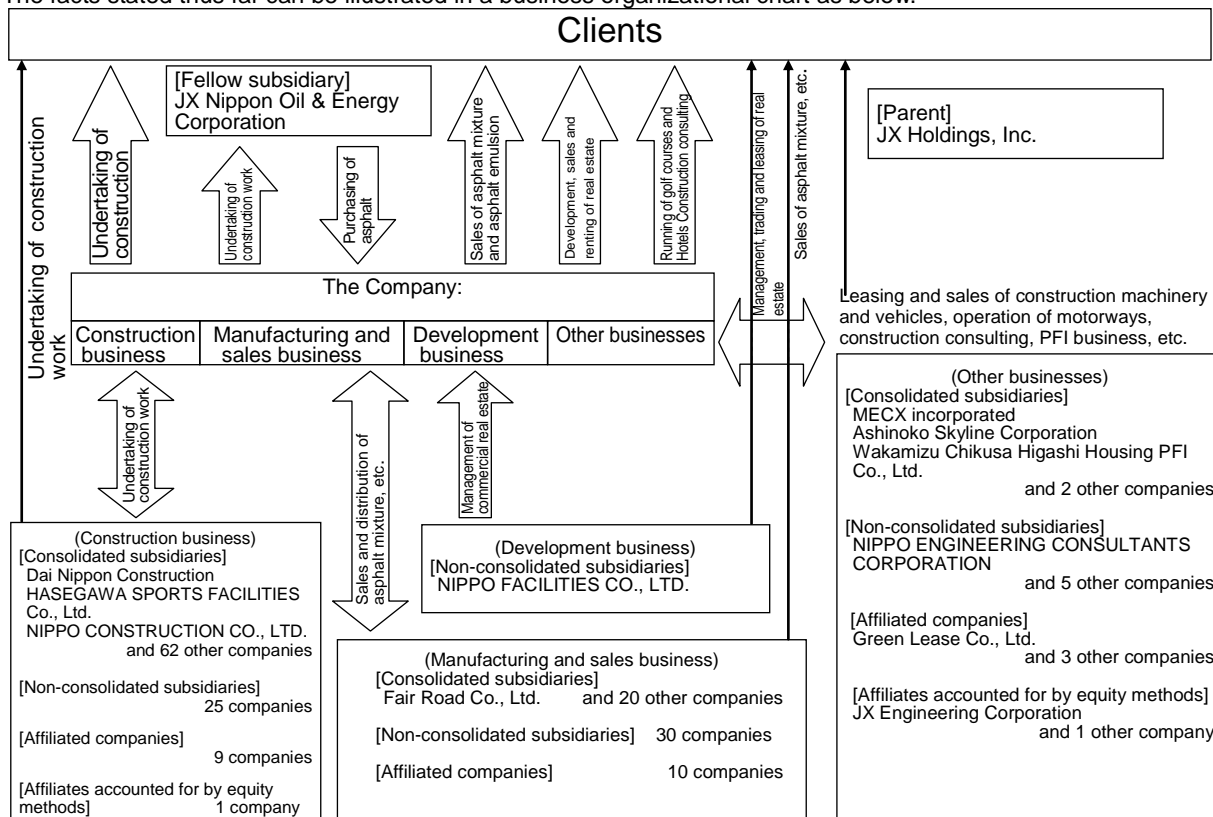 The facts stated thus far can be illustrated in a business organizational chart as below.
Clients
[Fellow subsidiary]
JX Nippon Oil & Energy
Corporation
[Parent]
JX Holdings, Inc.
Undertaking of construction
work
Undertaking of
construction
Undertaking of
construction work
Purchasing of
asphalt
Sales of asphalt mixture
and asphalt emulsion
Development, sales and
renting of real estate
Running of golf courses and
Hotels Construction consulting
Management, trading and leasing of real
estate
Sales of asphalt mixture, etc.
The Company:
Construction
business
Manufacturing and
sales business
Development
business
Other businesses
Leasing and sales of construction machinery
and vehicles, operation of motorways,
construction consulting, PFI business, etc.
Undertaking of
construction work
Sales and distribution of
asphalt mixture, etc.
Management of
commercial real estate
(Construction business)
[Consolidated subsidiaries]
Dai Nippon Construction
HASEGAWA SPORTS FACILITIES
Co., Ltd.
NIPPO CONSTRUCTION CO., LTD.
and 62 other companies
[Non-consolidated subsidiaries]
25 companies
[Affiliated companies]
9 companies
[Affiliates accounted for by equity
methods] 1 company
(Development business)
[Non-consolidated subsidiaries]
NIPPO FACILITIES CO., LTD.
(Manufacturing and sales business)
[Consolidated subsidiaries]
Fair Road Co., Ltd. and 20 other companies
[Non-consolidated subsidiaries] 30 companies
[Affiliated companies] 10 companies
(Other businesses)
[Consolidated subsidiaries]
MECX incorporated
Ashinoko Skyline Corporation
Wakamizu Chikusa Higashi Housing PFI
Co., Ltd.
and 2 other companies
[Non-consolidated subsidiaries]
NIPPO ENGINEERING CONSULTANTS
CORPORATION
and 5 other companies
[Affiliated companies]
Green Lease Co., Ltd.
and 3 other companies
[Affiliates accounted for by equity methods]
JX Engineering Corporation
and 1 other company